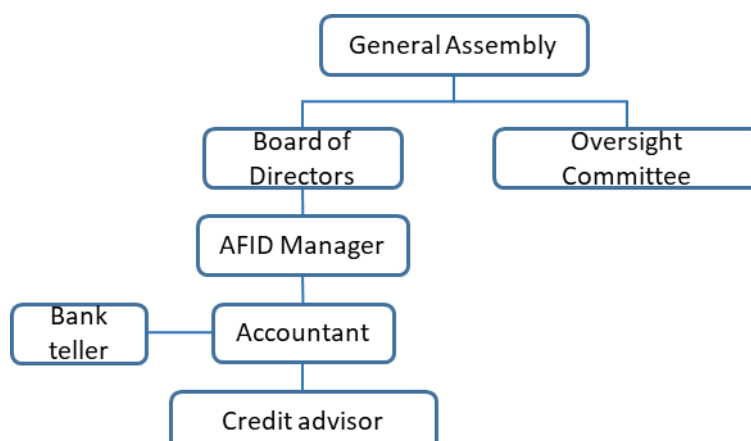 General Assembly
Board of
Directors
Oversight
Committee
AFID Manager
Bank
teller
Accountant
Credit advisor